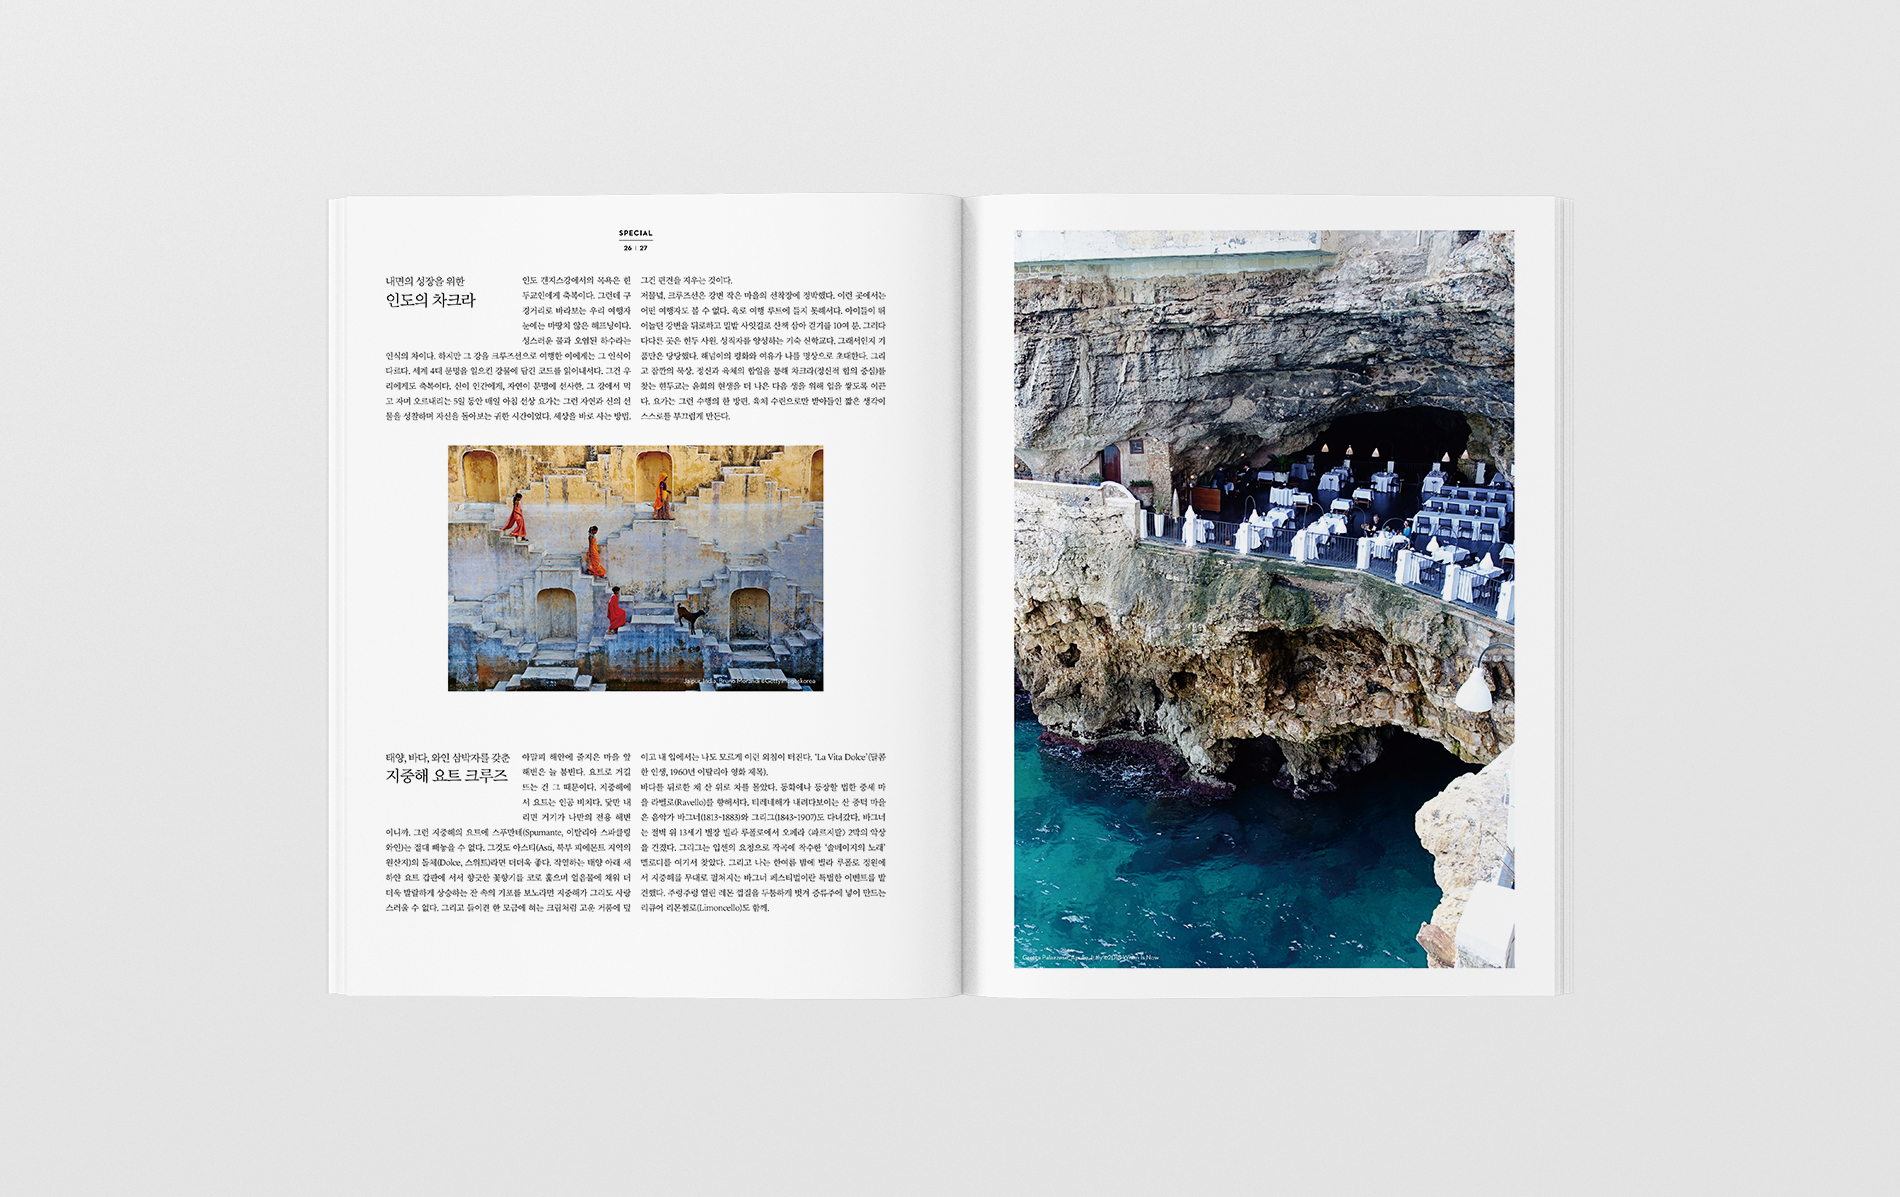 SPECIAL
26 | 27
내면의 성장을 위한
인도의 차크라
인도 갠지스강에서의 목욕은 힌
두교인에게 축복이다. 그런데 구
경거리로 바라보는 우리 여행자
눈에는 마땅치 않은 해프닝이다.
성스러운 물과 오염된 하수라는
인식의 차이다. 하지만 그 강을 크루즈선으로 여행한 이에게는 그 인식이
다르다. 세계 4대 문명을 일으킨 강물에 담긴 코드를 읽어내서다. 그건 우
리에게도 축복이다. 신이 인간에게, 자연이 문명에 선사한. 그 강에서 먹
고 자며 오르내리는 5일 동안 매일 아침 선상 요가는 그런 자연과 신의 선
물을 성찰하며 자신을 돌아보는 귀한 시간이었다. 세상을 바로 사는 방법.
그긴 편견을 지우는 것이다.
저물녘, 크루즈선은 강변 작은 마을의 선착장에 정박했다. 이런 곳에서는
어떤 여행자도 볼 수 없다. 육로 여행 루트에 들지 못해서다. 아이들이 뛰
어놀던 강변을 뒤로하고 밀밭 사잇길로 산책 삼아 걷기를 10여 분. 그러다
다다른 곳은 힌두 사원. 성직자를 양성하는 기숙 신학교다. 그래서인지 기
품만은 당당했다. 해넘이의 평화와 여유가 나를 명상으로 초대한다. 그리
고 잠깐의 묵상. 정신과 육체의 합일을 통해 차크라(정신적 힘의 중심)를
찾는 힌두교는 윤회의 현생을 더 나은 다음 생을 위해 업을 쌓도록 이끈
다. 요가는 그런 수행의 한 방편. 육체 수련으로만 받아들인 짧은 생각이
스스로를 부끄럽게 만든다.
Jaipur, India, Bruno Morandi ©GettyImageskorea
태양, 바다, 와인 삼박자를 갖춘
지중해 요트 크루즈
아말피 해안에 줄지은 마을 앞
해변은 늘 붐빈다. 요트로 거길
뜨는 건 그 때문이다. 지중해에
서 요트는 인공 비치다. 닻만 내
리면 거기가 나만의 전용 해변
이니까. 그런 지중해의 요트에 스푸만테(Spumante, 이탈리아 스파클링
와인)는 절대 빼놓을 수 없다. 그것도 아스티(Asti, 북부 피에몬트 지역의
원산지)의 돌체(Dolce, 스위트)라면 더더욱 좋다. 작열하는 태양 아래 새
하얀 요트 갑판에 서서 향긋한 꽃향기를 코로 훑으며 얼음물에 채워 더
더욱 발랄하게 상승하는 잔 속의 기포를 보노라면 지중해가 그리도 사랑
스러울 수 없다. 그리고 들이켠 한 모금에 혀는 크림처럼 고운 거품에 덮
이고 내 입에서는 나도 모르게 이런 외침이 터진다. 'La Vita Dolce'(달콤
한 인생, 1960년 이탈리아 영화 제목).
바다를 뒤로한 채 산 위로 차를 몰았다. 동화에나 등장할 법한 중세 마
을 라벨로(Ravello)를 향해서다. 티레네해가 내려다보이는 산 중턱 마을
은 음악가 바그너(1813~1883)와 그리그(1843~1907)도 다녀갔다. 바그너
는 절벽 위 13세기 별장 빌라 루폴로에서 오페라 〈파르지팔〉 2막의 악상
을 건졌다. 그리그는 입센의 요청으로 작곡에 착수한 '솔베이지의 노래'
멜로디를 여기서 찾았다. 그리고 나는 한여름 밤에 빌라 루폴로 정원에
서 지중해를 무대로 펼쳐지는 바그너 페스티벌이란 특별한 이벤트를 발
견했다. 주렁주렁 열린 레몬 껍질을 두툼하게 벗겨 증류주에 넣어 만드는
리큐어 리몬첼로(Limoncello)도 함께.
Grotta Palazzese, Apulia, Italy
Is Now